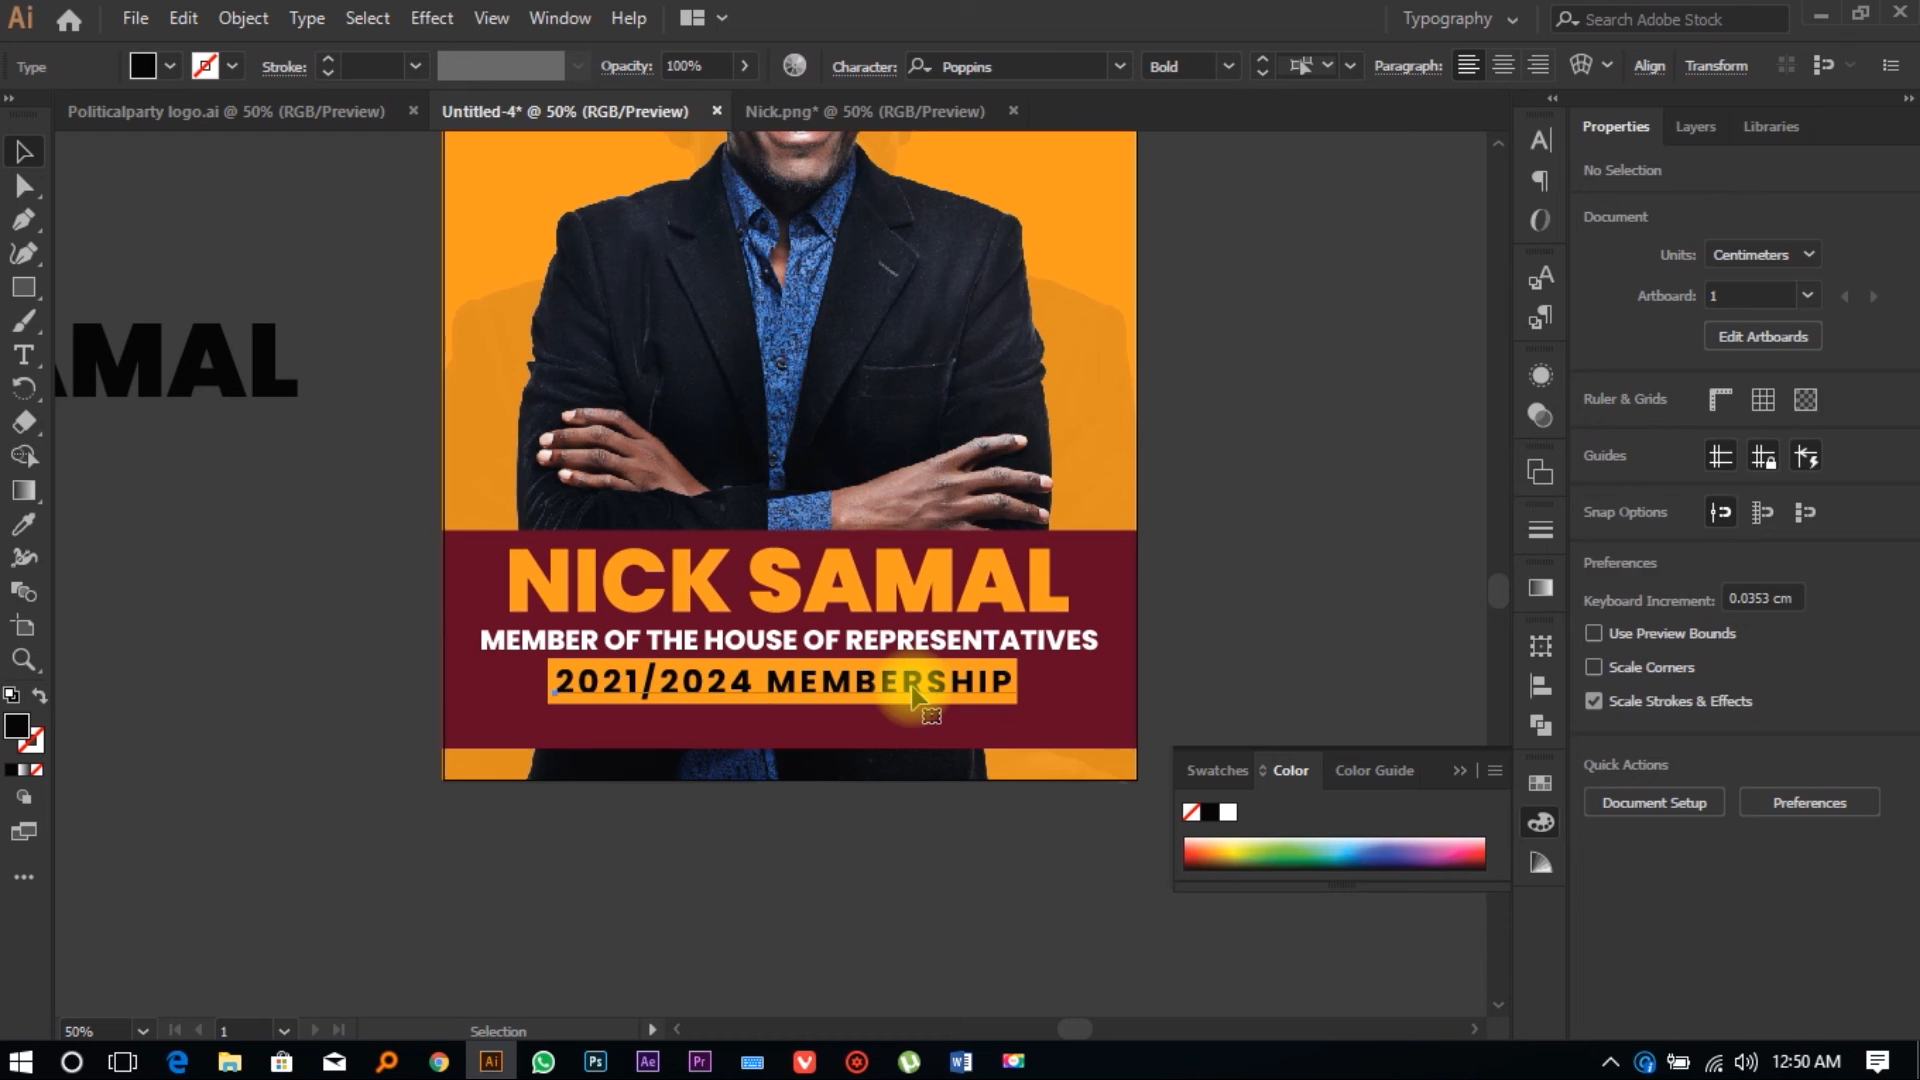 Ai File Edit Object Type Select Effect View Window Help Typography Search Adobe Stock
Type Stroke: Opacity: 100% Character: Poppins Bold Paragraph: Align Transform
Politicalparty logo.ai @ 50% (RGB/Preview) Untitled-4* @ 50% (RGB/Preview) Nick.png* @ 50% (RGB/Preview)
Properties Layers Libraries
No Selection
Document
Units: Centimeters
Artboard: 1
Edit Artboards
Ruler & Grids
Guides
Snap Options
Preferences
Keyboard Increment: 0.0353 cm
Use Preview Bounds
Scale Corners
Scale Strokes & Effects
Quick Actions
Document Setup Preferences
AMAL
NICK SAMAL
MEMBER OF THE HOUSE OF REPRESENTATIVES
2021/2024 MEMBERSHIP
Swatches Color Color Guide
50% 1 Selection
Ai Ps Ae Pr 12:50 AM